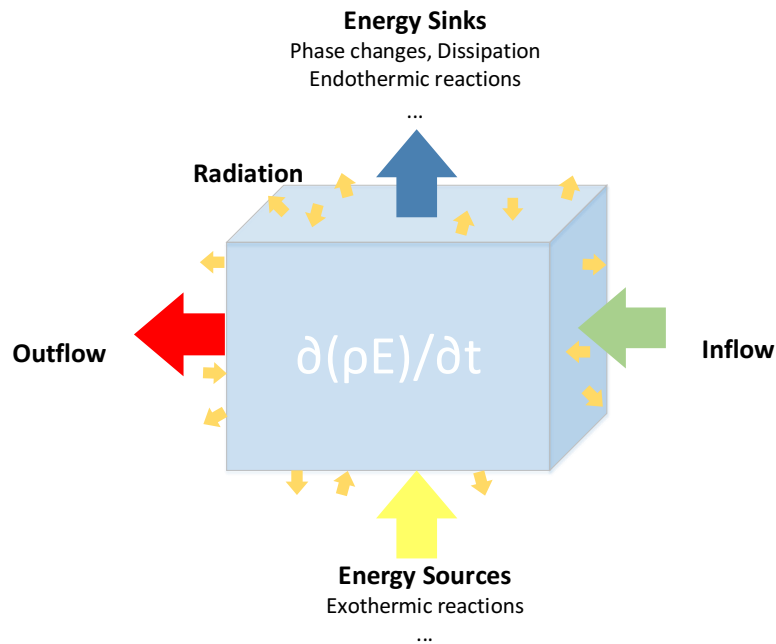 Energy Sinks
Phase changes, Dissipation
Endothermic reactions
...
Radiation
Outflow
∂(ρE)/∂t
Inflow
Energy Sources
Exothermic reactions
...